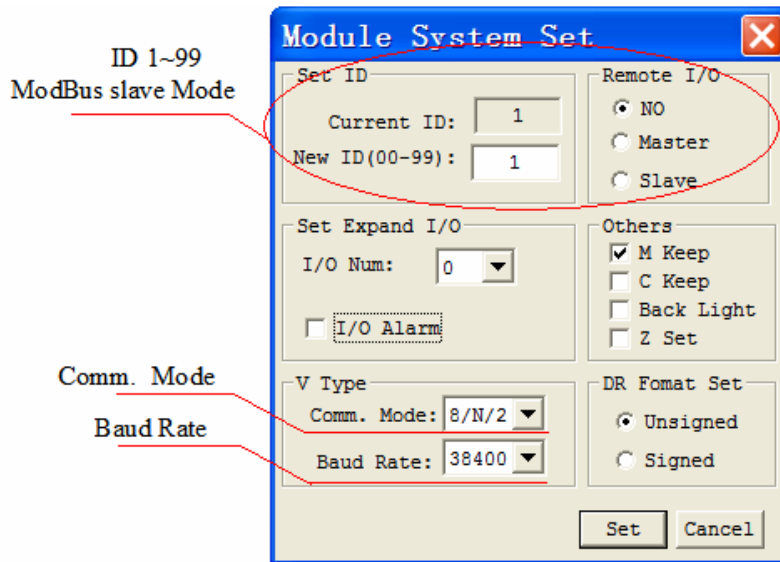 ID 1~99
ModBus slave Mode
Comm. Mode
Baud Rate
Module System Set
Set ID
Current ID: 1
New ID(00-99): 1
Remote I/O
NO
Master
Slave
Set Expand I/O
I/O Num: 0
I/O Alarm
Others
M Keep
C Keep
Back Light
Z Set
V Type
Comm. Mode: 8/N/2
Baud Rate: 38400
DR Fomat Set
Unsigned
Signed
Set
Cancel